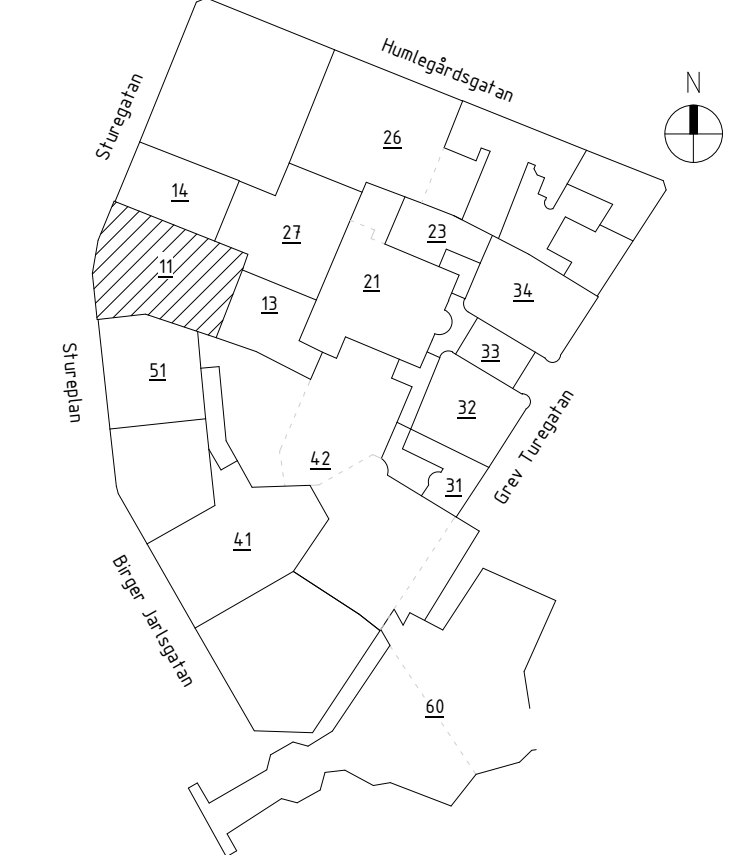 Humlegårdsgatan
N
Sturegatan
26
14
27
23
11
21
34
13
33
51
Stureplan
32
Grev Turegatan
42
31
41
Birger Jarlsgatan
60